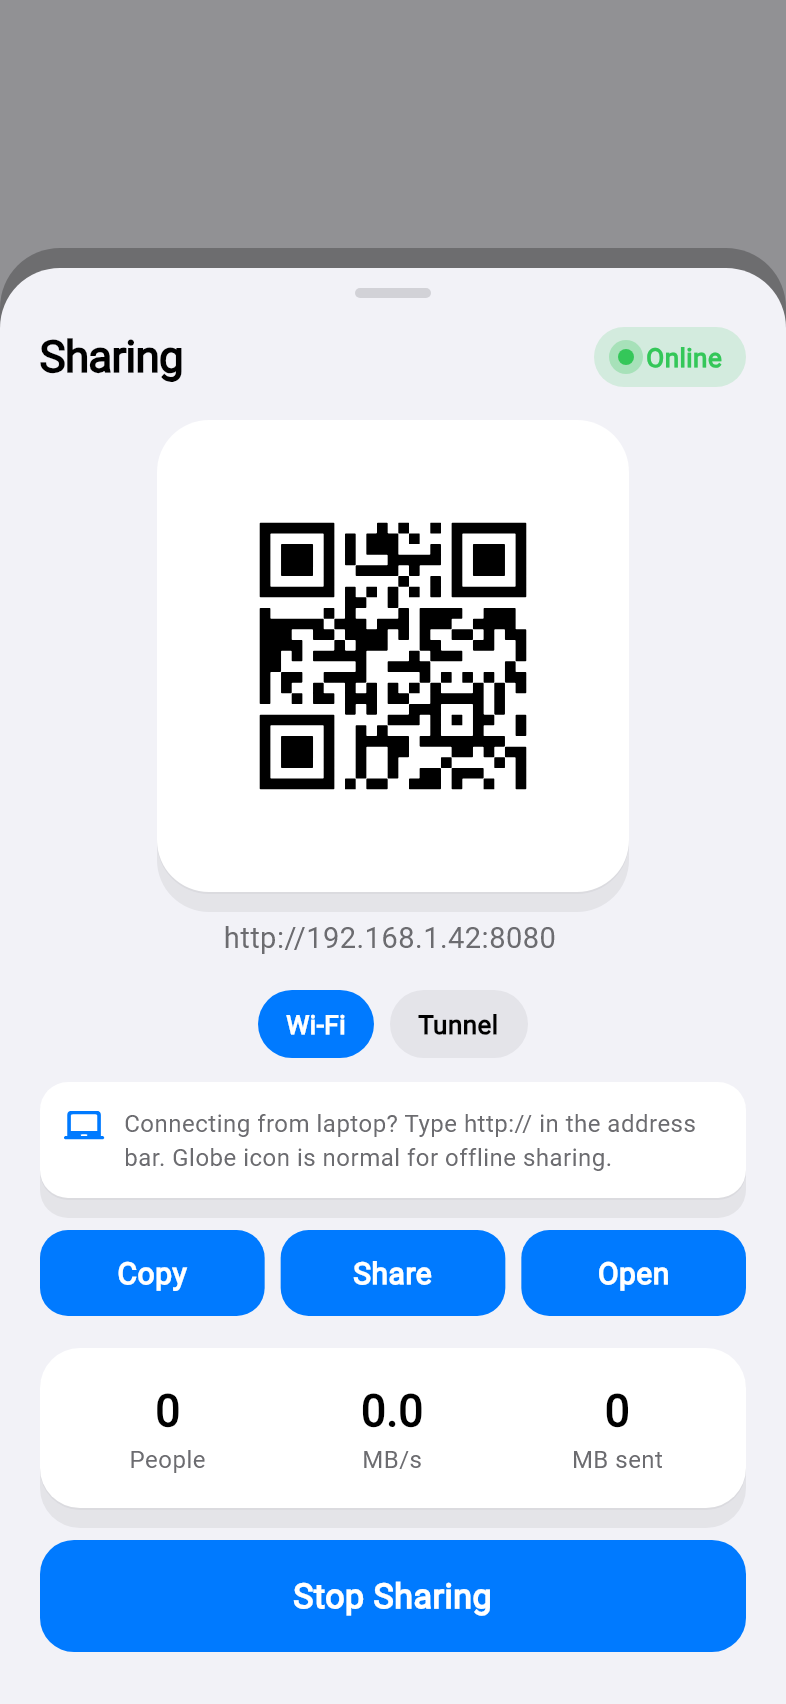 Sharing
Online
http://192.168.1.42:8080
Wi-Fi
Tunnel
Connecting from laptop? Type http:// in the address
bar. Globe icon is normal for offline sharing.
Copy
Share
Open
0
0.0
0
People
MB/s
MB sent
Stop Sharing